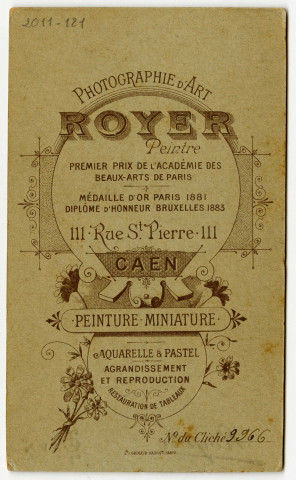 2011-181
PHOTOGRAPHIE D'ART
ROYER
Peintre
PREMIER PRIX DE L'ACADÉMIE DES
BEAUX-ARTS DE PARIS
MÉDAILLE D'OR PARIS 1881
DIPLÔME D'HONNEUR BRUXELLES 1883
111 · Rue St Pierre · 111
CAEN
· PEINTURE · MINIATURE ·
AQUARELLE & PASTEL
AGRANDISSEMENT
ET REPRODUCTION
RESTAURATION DE TABLEAUX
No du Cliché 9966